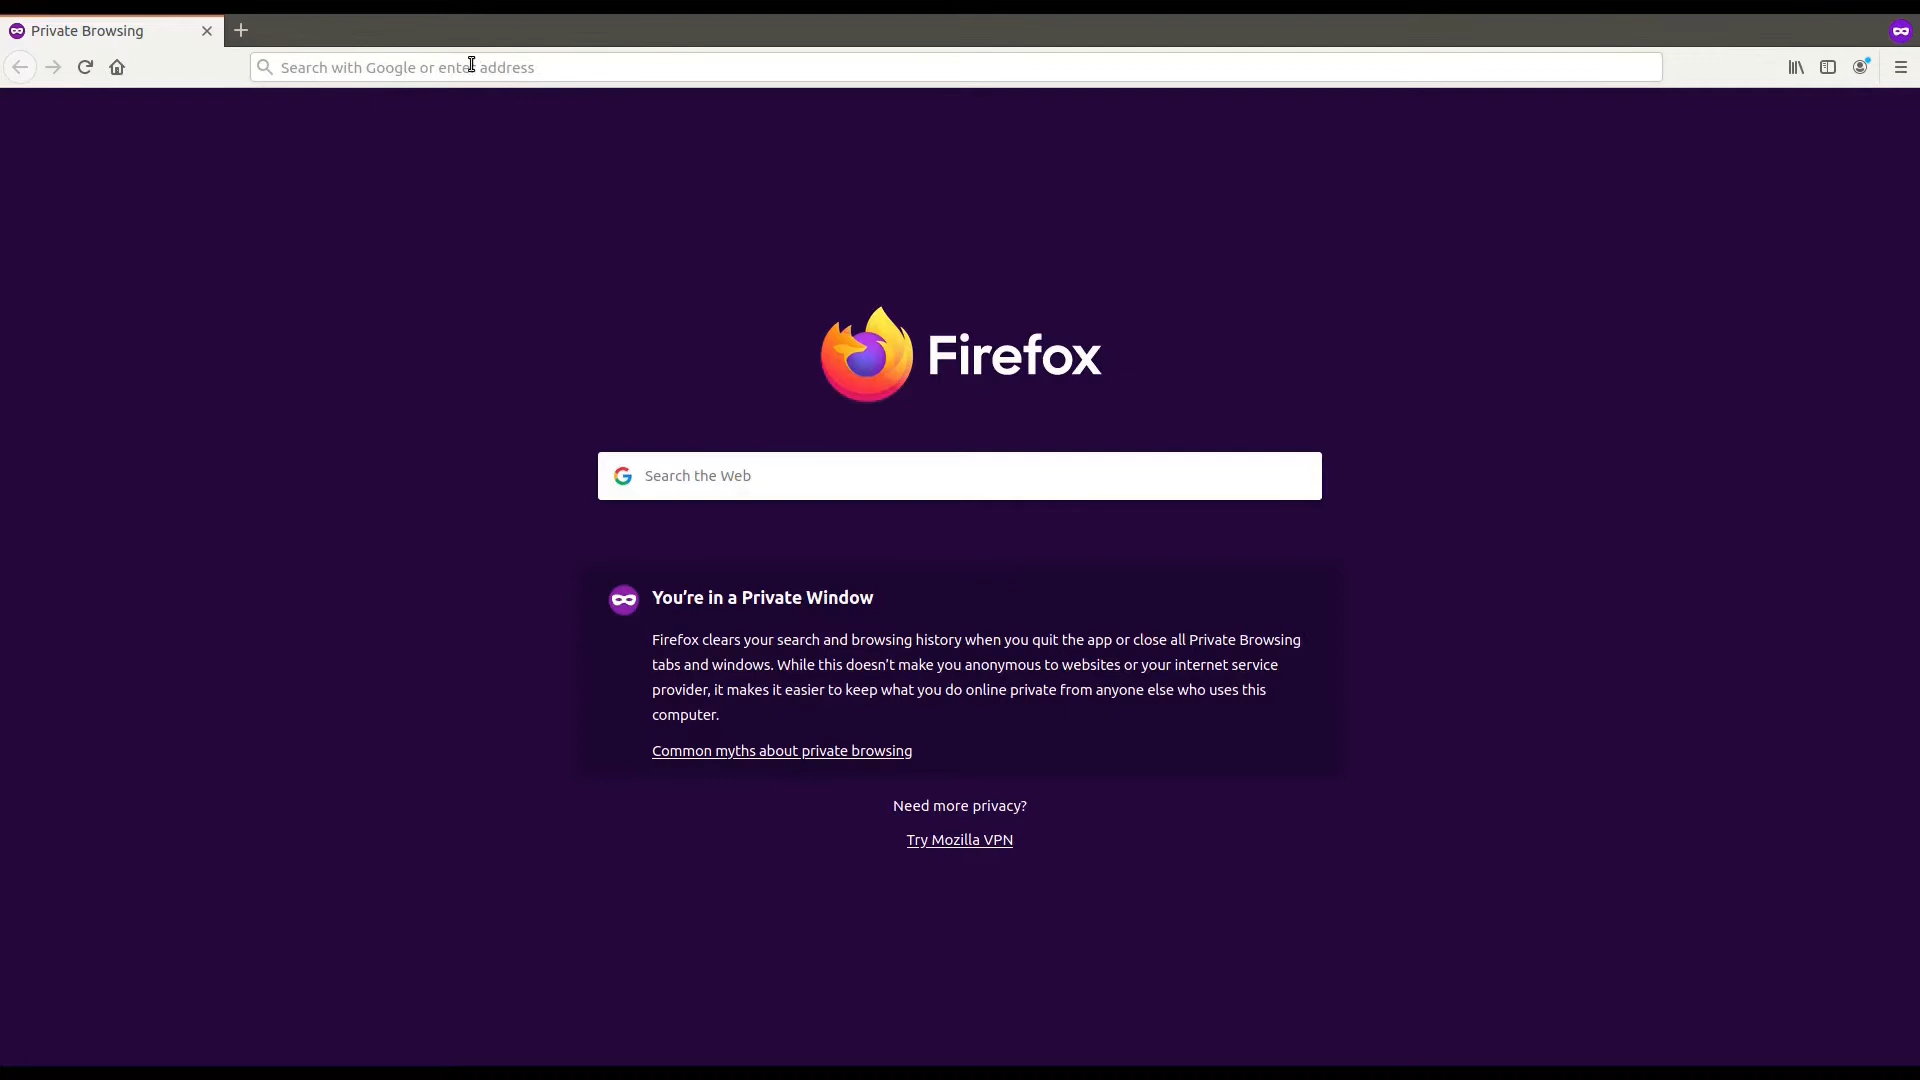 Private Browsing
Search with Google or enter address
Firefox
Search the Web
You’re in a Private Window
Firefox clears your search and browsing history when you quit the app or close all Private Browsing
tabs and windows. While this doesn’t make you anonymous to websites or your internet service
provider, it makes it easier to keep what you do online private from anyone else who uses this
computer.
Common myths about private browsing
Need more privacy?
Try Mozilla VPN